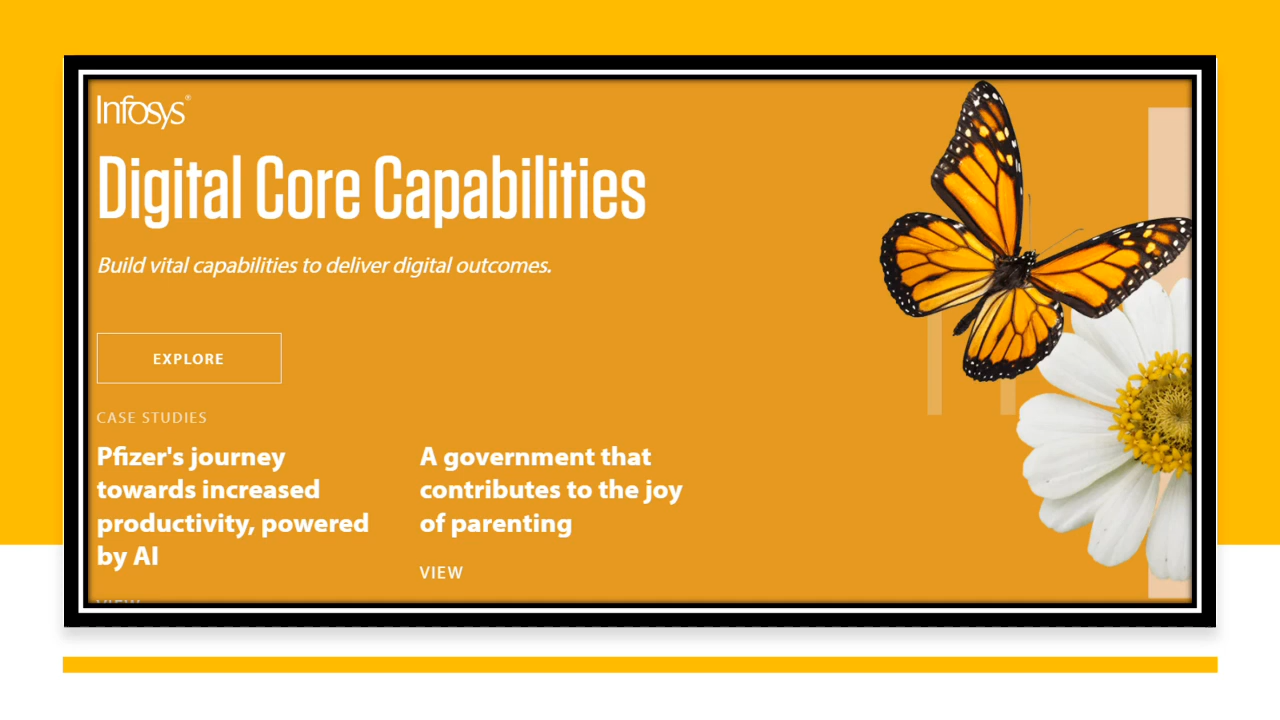 Infosys®
Digital Core Capabilities
Build vital capabilities to deliver digital outcomes.
EXPLORE
CASE STUDIES
Pfizer's journey
towards increased
productivity, powered
by AI
VIEW
A government that
contributes to the joy
of parenting
VIEW